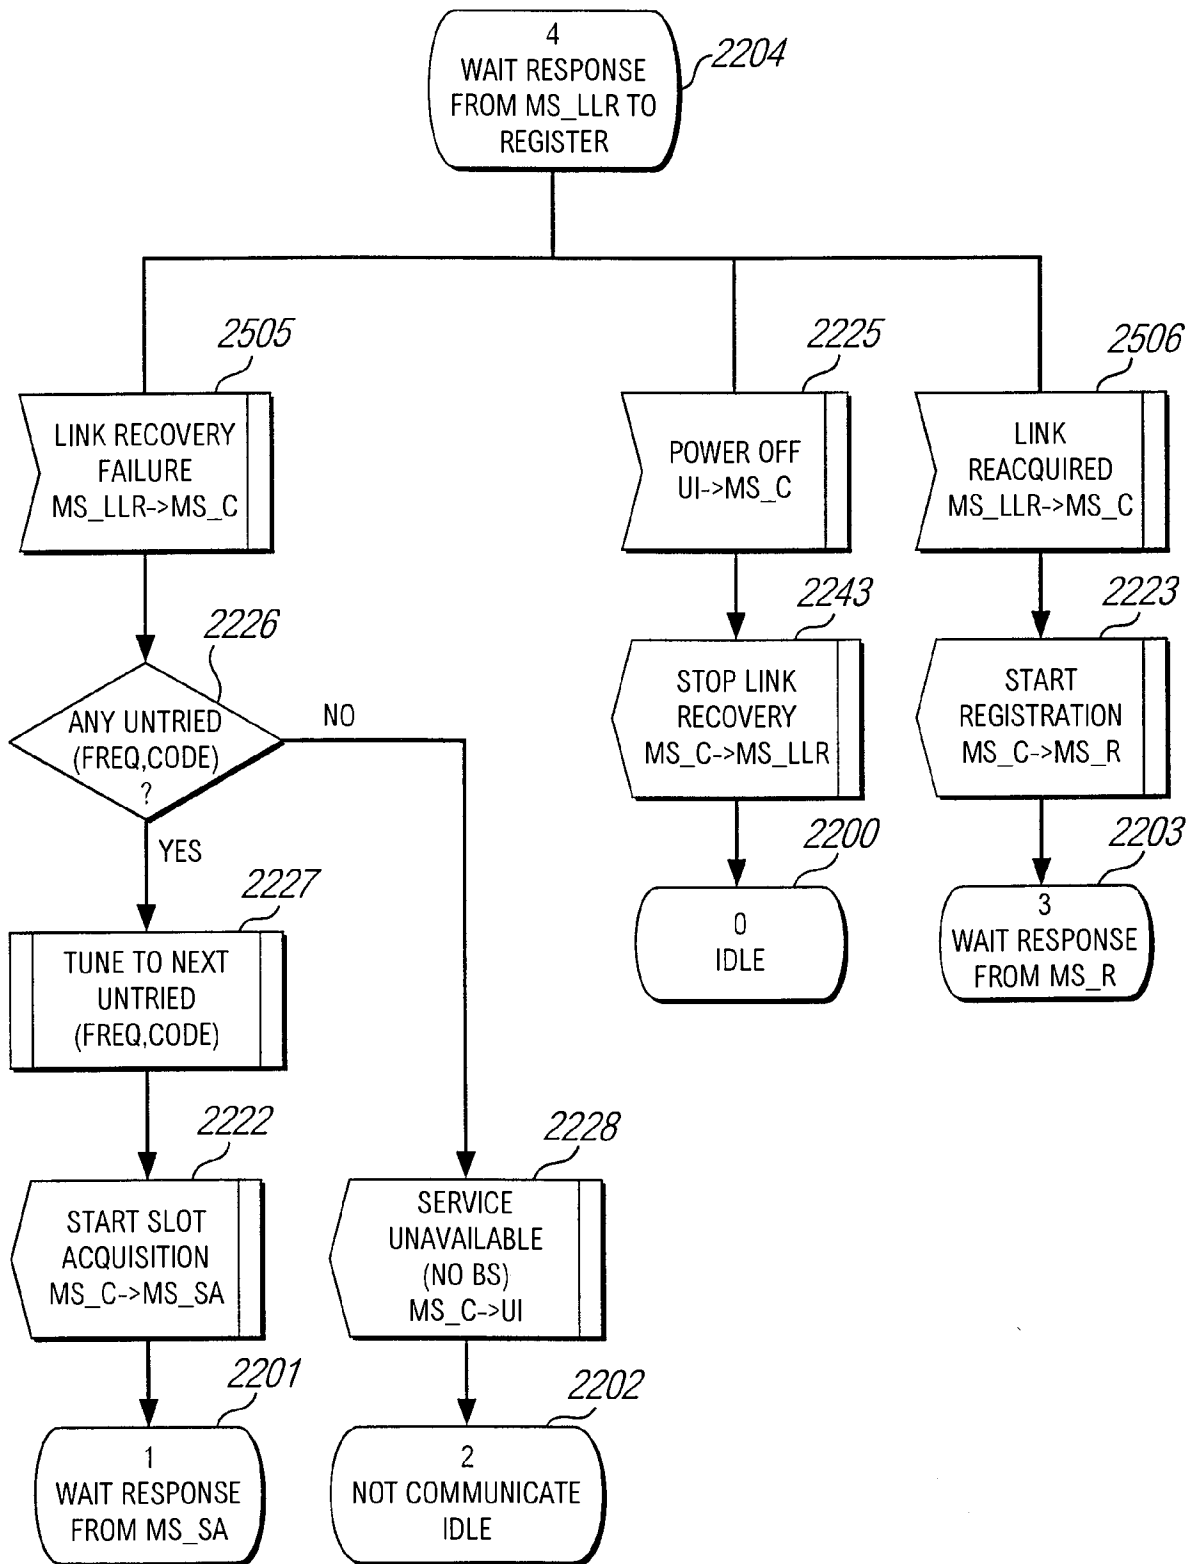 4
WAIT RESPONSE
FROM MS_LLR TO
REGISTER
2204
2505
LINK RECOVERY
FAILURE
MS_LLR->MS_C
2225
POWER OFF
UI->MS_C
2506
LINK
REACQUIRED
MS_LLR->MS_C
2226
ANY UNTRIED
(FREQ,CODE)
?
NO
YES
2243
STOP LINK
RECOVERY
MS_C->MS_LLR
2223
START
REGISTRATION
MS_C->MS_R
2200
0
IDLE
2203
3
WAIT RESPONSE
FROM MS_R
2227
TUNE TO NEXT
UNTRIED
(FREQ,CODE)
2222
START SLOT
ACQUISITION
MS_C->MS_SA
2228
SERVICE
UNAVAILABLE
(NO BS)
MS_C->UI
2201
1
WAIT RESPONSE
FROM MS_SA
2202
2
NOT COMMUNICATE
IDLE